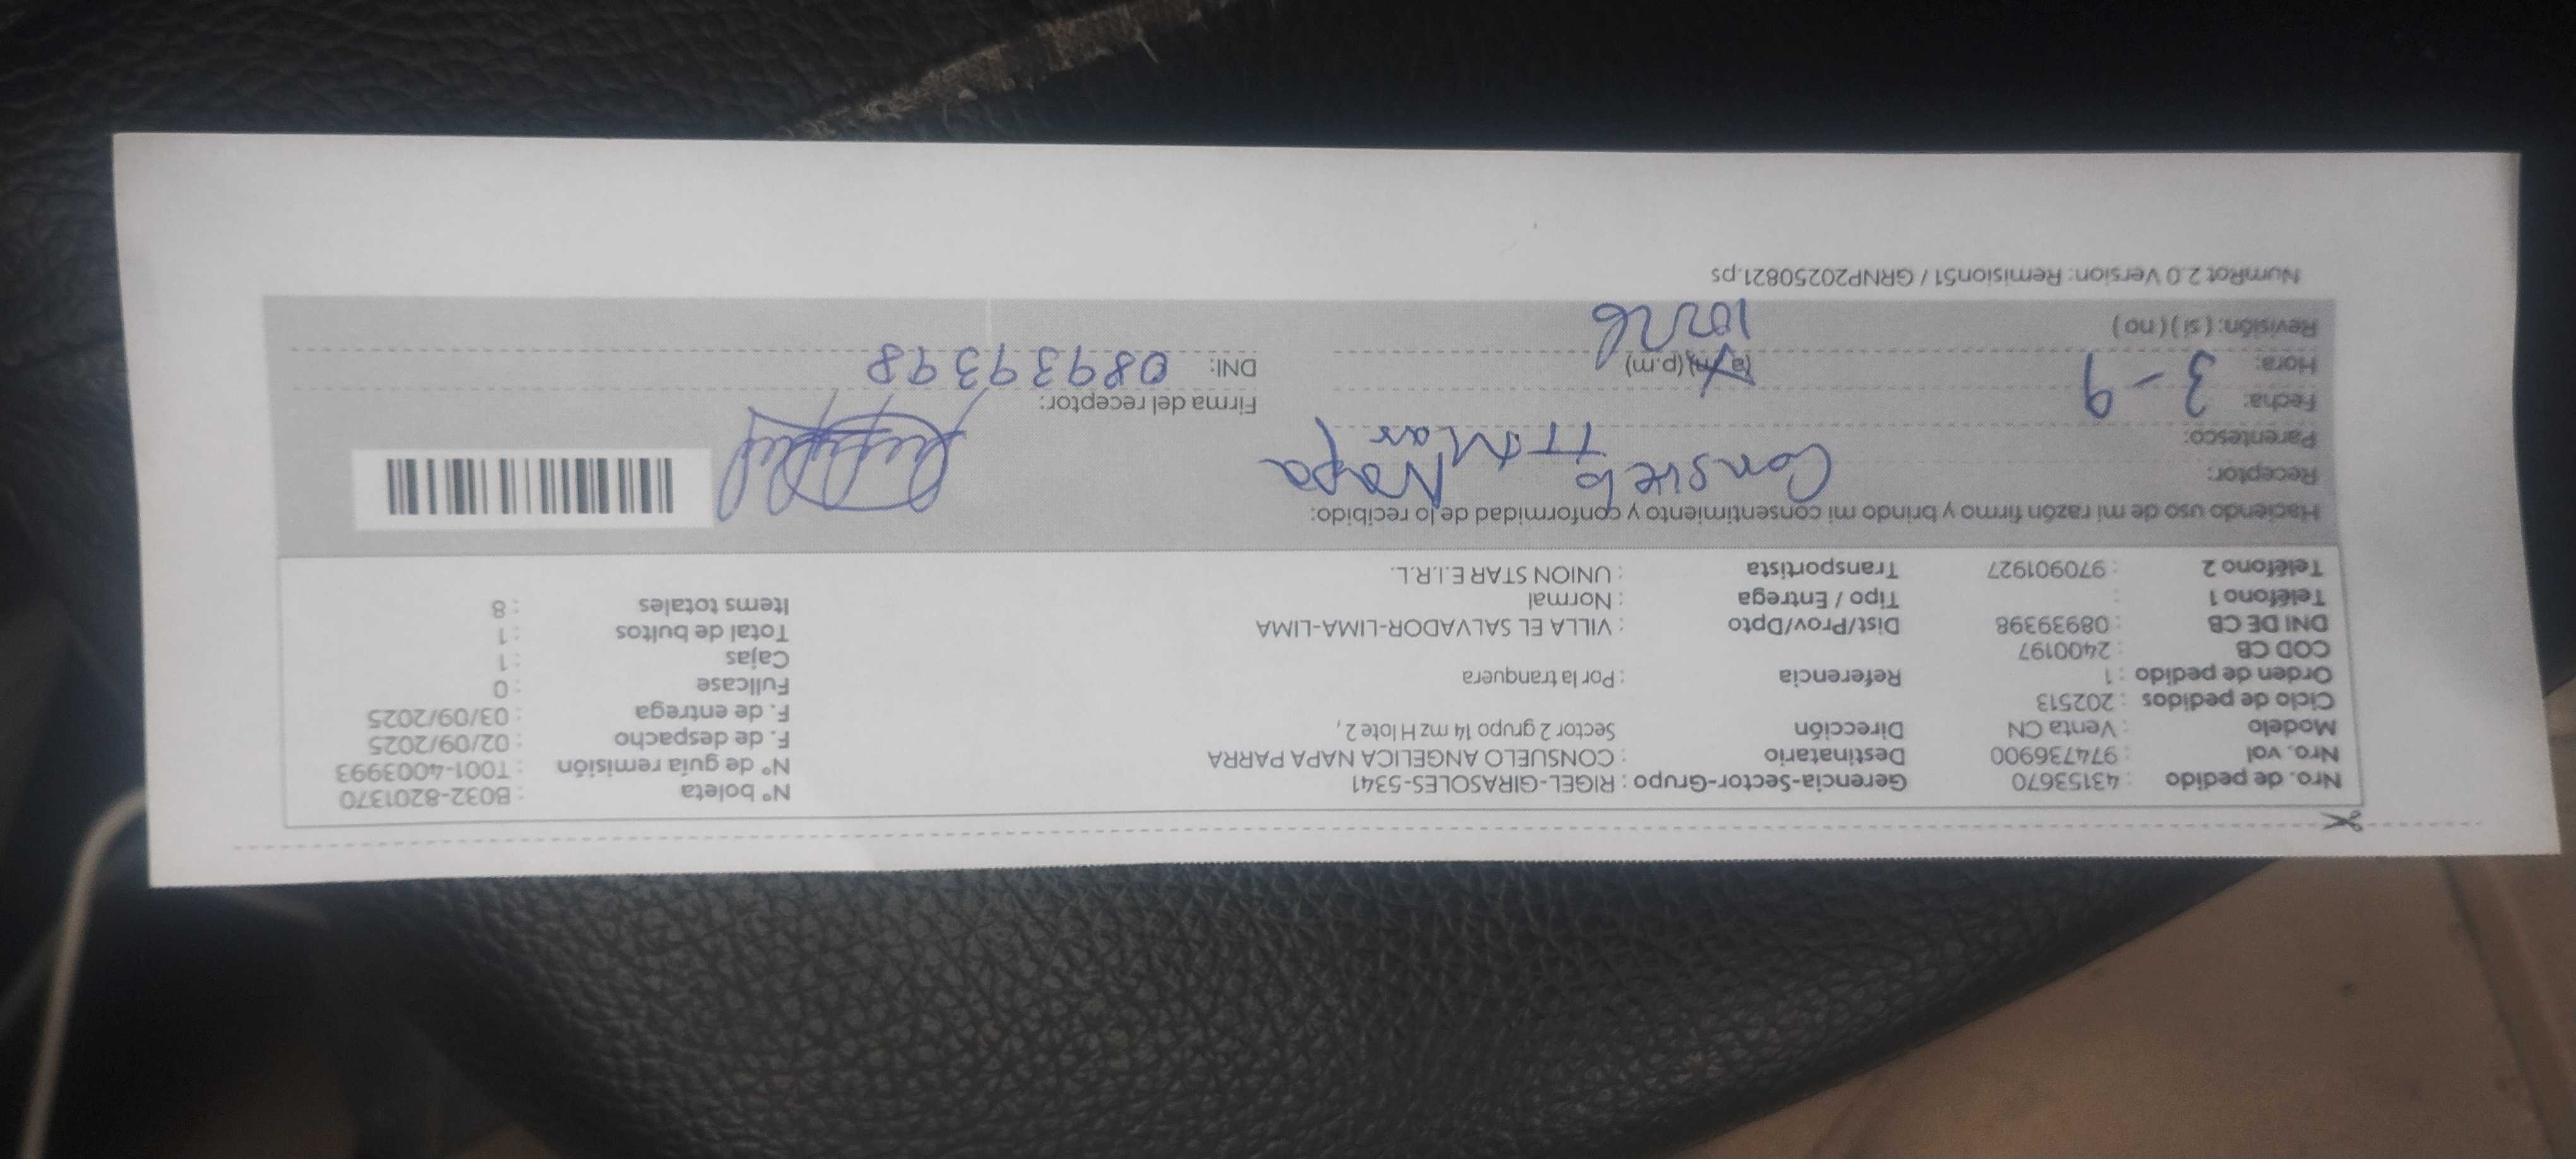 Nro. de pedido : 43153670 Gerencia-Sector-Grupo : RIGEL-GIRASOLES-5341 N° boleta : B032-8201370
Nro. vol : 974736900 Destinatario : CONSUELO ANGELICA NAPA PARRA N° de guía remisión : T001-4003993
Modelo : Venta CN Dirección Sector 2 grupo 14 mz H lote 2 , F. de despacho : 02/09/2025
Ciclo de pedidos : 202513 F. de entrega : 03/09/2025
Orden de pedido : 1 Referencia : Por la tranquera Fullcase : 0
COD CB : 2400197 Cajas : 1
DNI DE CB : 08939398 Dist/Prov/Dpto : VILLA EL SALVADOR-LIMA-LIMA Total de bultos : 1
Teléfono 1 : Tipo / Entrega : Normal Items totales : 8
Teléfono 2 : 970901927 Transportista : UNION STAR E.I.R.L.
Haciendo uso de mi razón firmo y brindo mi consentimiento y conformidad de lo recibido:
Receptor: Consuelo Napa
Parentesco: TTMar
Fecha: 3-9 Firma del receptor:
Hora: (a.m) (p.m) DNI: 08939398
Revisión: ( si ) ( no )
NumRot 2.0 Version: Remision51 / GRNP20250821.ps